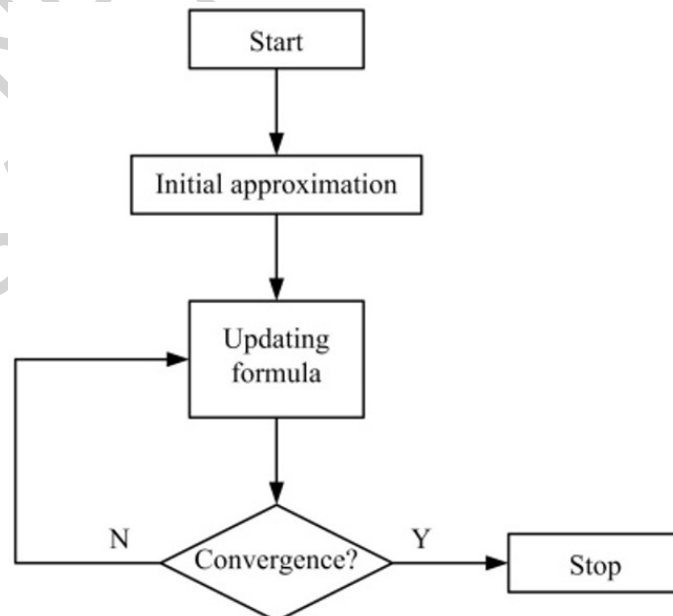 Start
Initial approximation
Updating
formula
N
Convergence?
Y
Stop